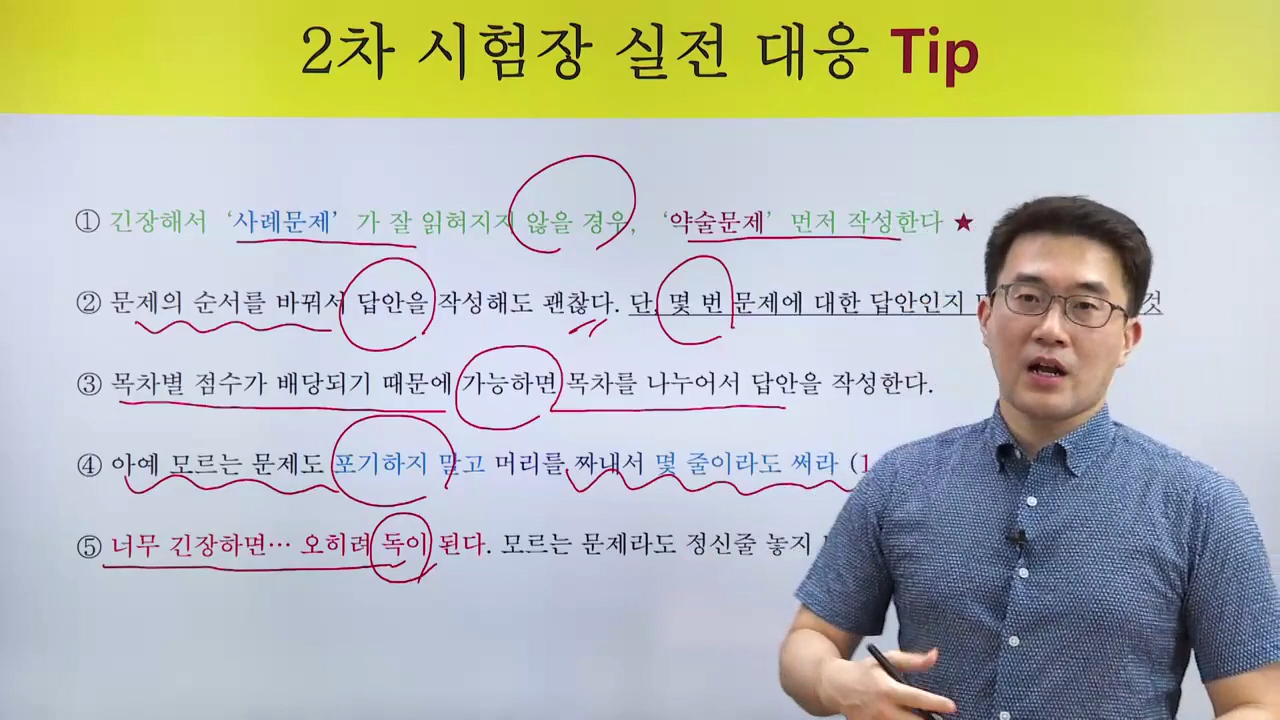 2차 시험장 실전 대응 Tip
① 긴장해서 ‘사례문제’ 가 잘 읽혀지지 않을 경우, ‘약술문제’ 먼저 작성한다 ★
② 문제의 순서를 바꿔서 답안을 작성해도 괜찮다. 단, 몇 번 문제에 대한 답안인지 것
③ 목차별 점수가 배당되기 때문에 가능하면 목차를 나누어서 답안을 작성한다.
④ 아예 모르는 문제도 포기하지 말고 머리를 짜내서 몇 줄이라도 써라 (1
⑤ 너무 긴장하면… 오히려 독이 된다. 모르는 문제라도 정신줄 놓지